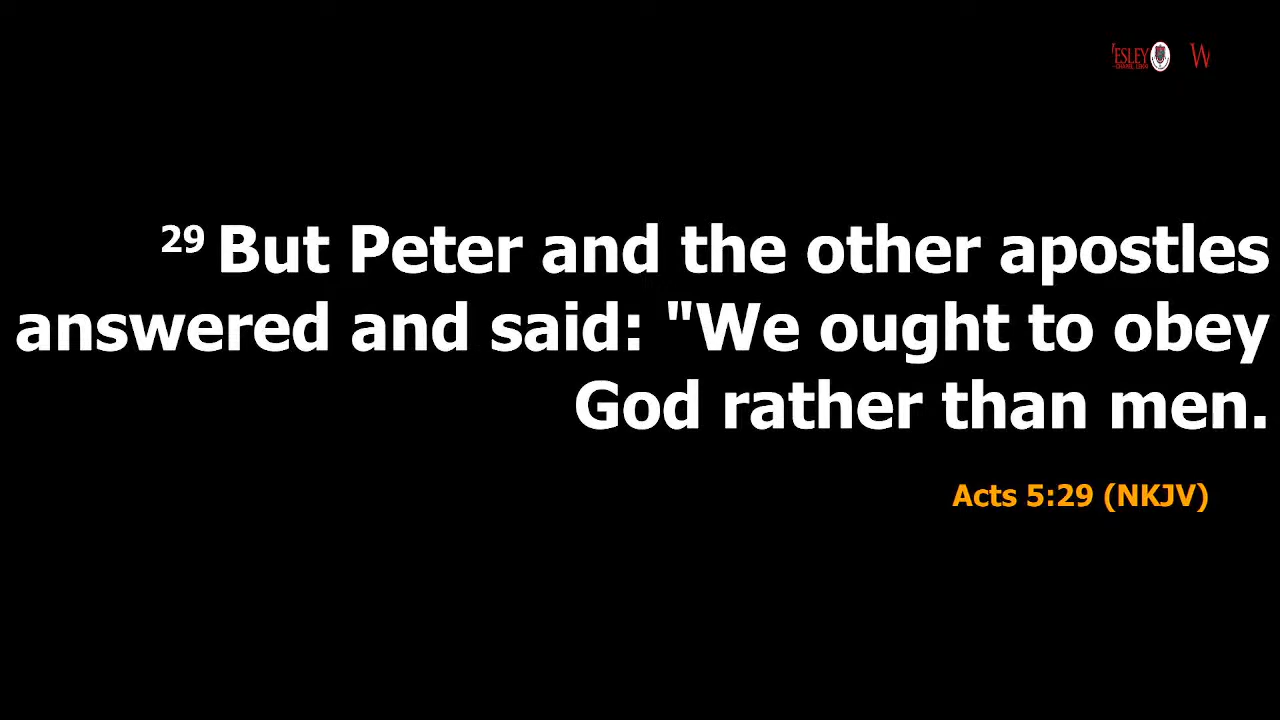 ESLEY W
29 But Peter and the other apostles
answered and said: "We ought to obey
God rather than men.
Acts 5:29 (NKJV)